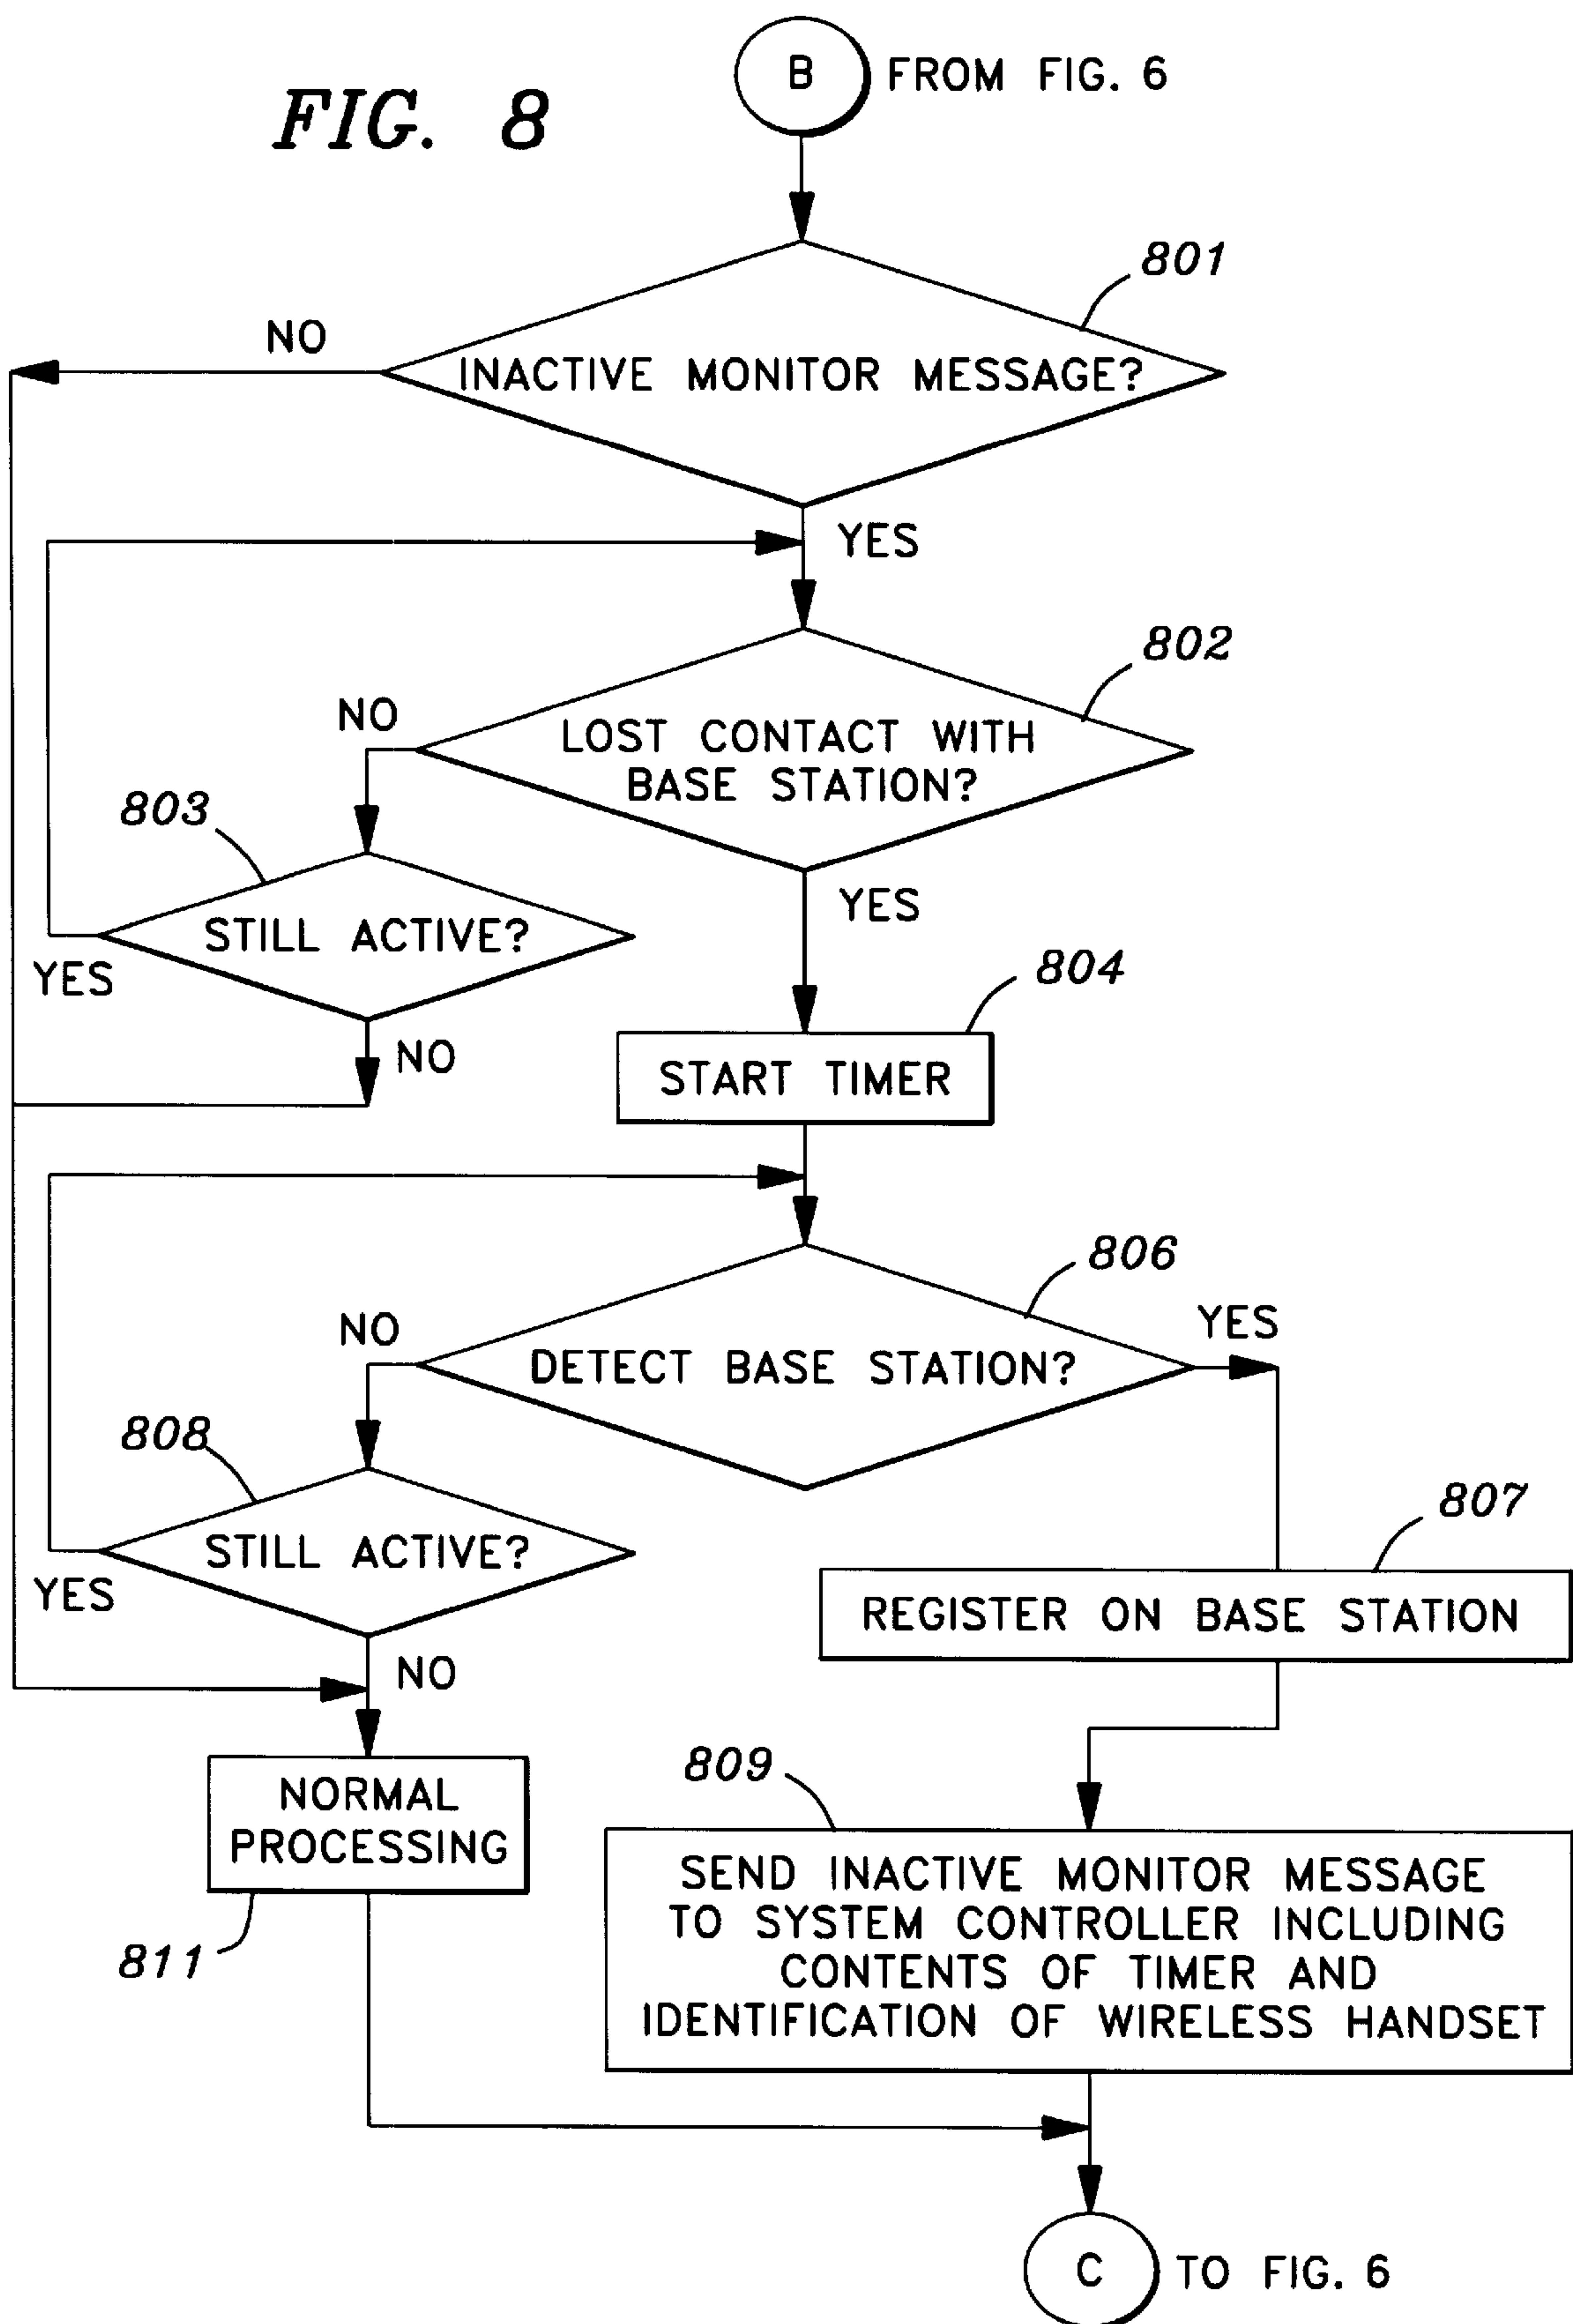 B FROM FIG. 6
FIG. 8
801
NO
INACTIVE MONITOR MESSAGE?
YES
802
NO
LOST CONTACT WITH
BASE STATION?
803
YES
STILL ACTIVE?
YES
804
NO
START TIMER
806
YES
NO
DETECT BASE STATION?
808
807
STILL ACTIVE?
YES
REGISTER ON BASE STATION
NO
809
NORMAL
PROCESSING
811
SEND INACTIVE MONITOR MESSAGE
TO SYSTEM CONTROLLER INCLUDING
CONTENTS OF TIMER AND
IDENTIFICATION OF WIRELESS HANDSET
C TO FIG. 6